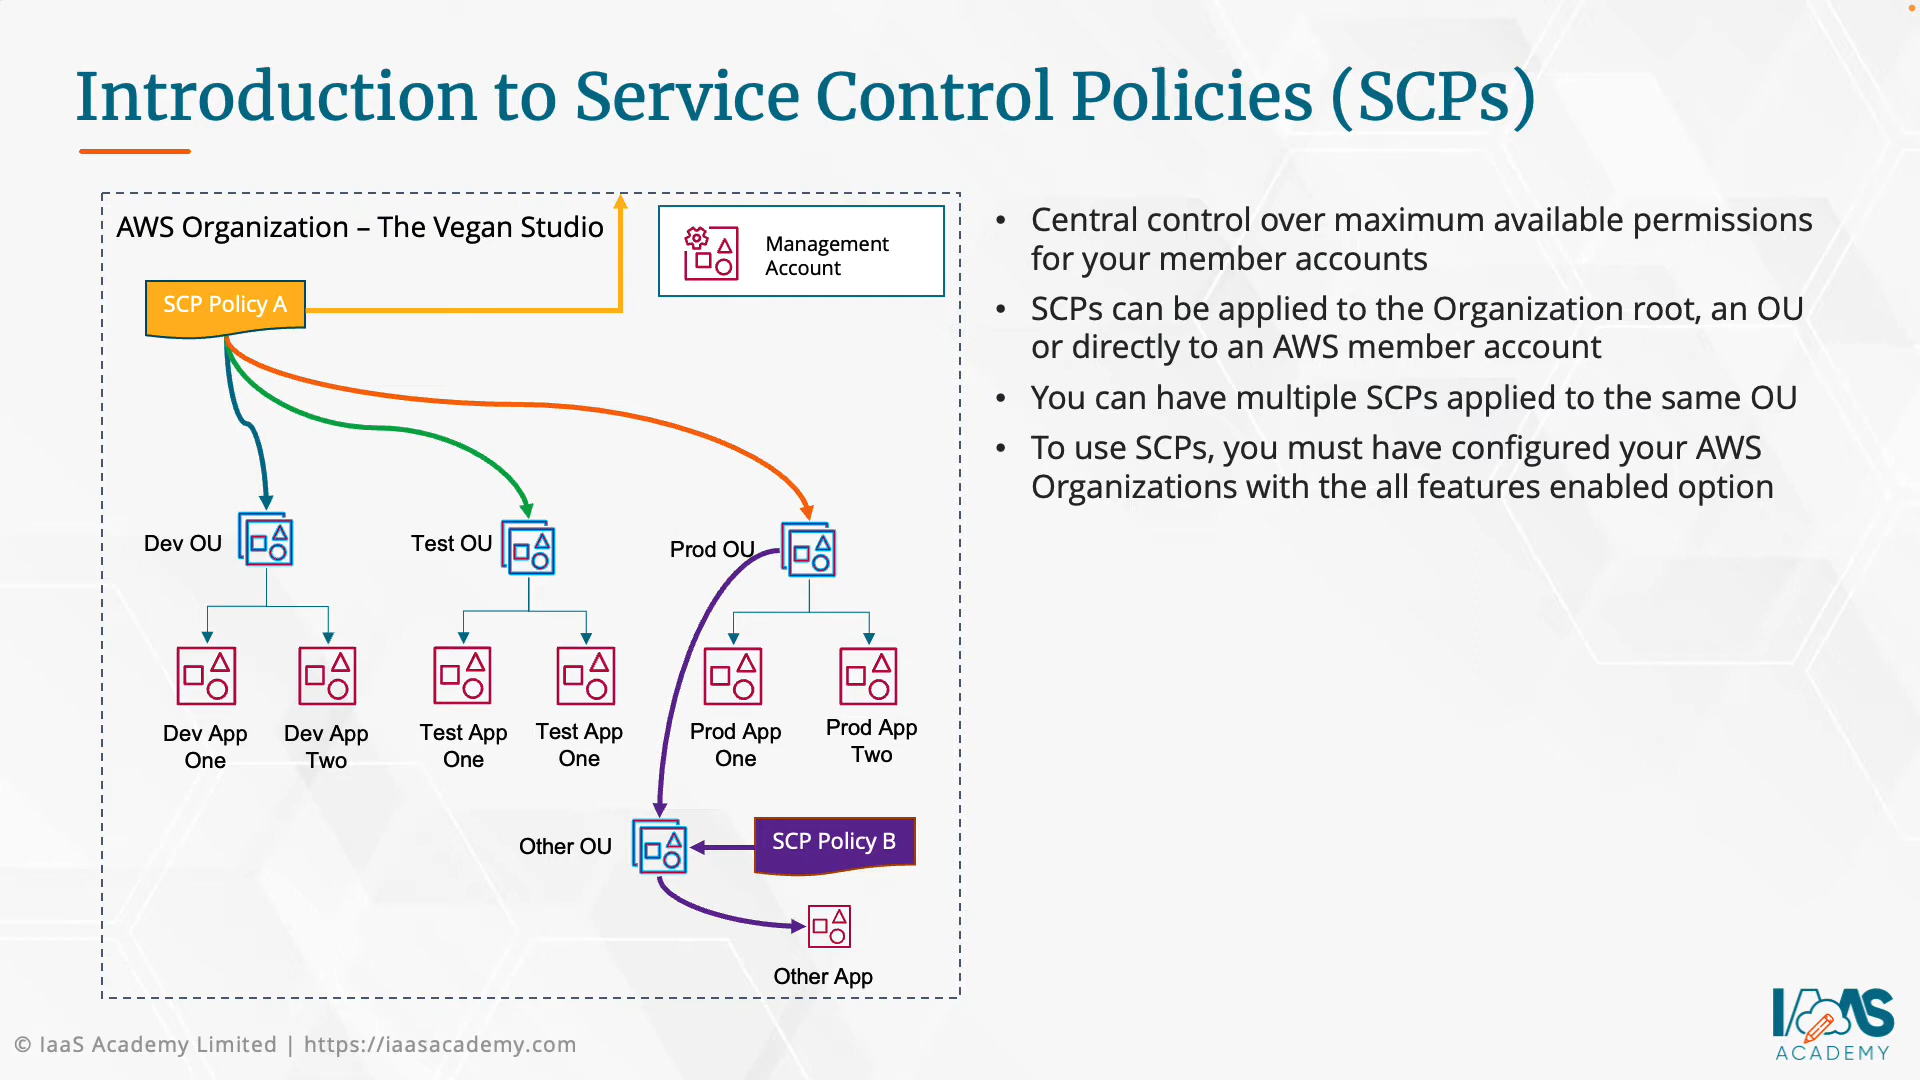 Introduction to Service Control Policies (SCPs)
AWS Organization – The Vegan Studio
Management
Account
SCP Policy A
Dev OU
Test OU
Prod OU
Dev App
One
Dev App
Two
Test App
One
Test App
One
Prod App
One
Prod App
Two
Other OU
SCP Policy B
Other App
• Central control over maximum available permissions
for your member accounts
• SCPs can be applied to the Organization root, an OU
or directly to an AWS member account
• You can have multiple SCPs applied to the same OU
• To use SCPs, you must have configured your AWS
Organizations with the all features enabled option
© IaaS Academy Limited | https://iaasacademy.com
IAAS
ACADEMY